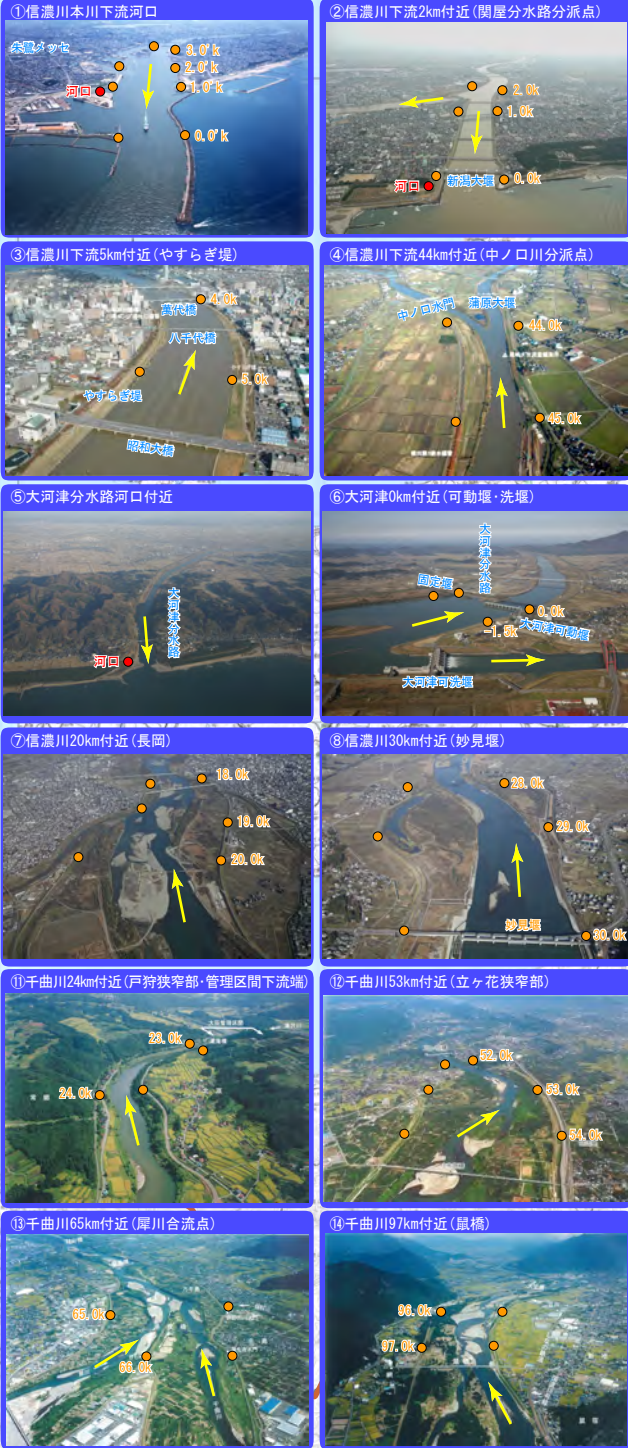 ①信濃川本川下流河口
朱鷺メッセ
3.0'k
2.0'k
1.0'k
河口
0.0'k
②信濃川下流2km付近(関屋分水路分派点)
2.0k
1.0k
河口
新潟大堰
0.0k
③信濃川下流5km付近(やすらぎ堤)
4.0k
萬代橋
八千代橋
やすらぎ堤
5.0k
昭和大橋
④信濃川下流44km付近(中ノ口川分派点)
中ノ口水門
蒲原大堰
44.0k
45.0k
⑤大河津分水路河口付近
大河津分水路
河口
⑥大河津0km付近(可動堰・洗堰)
大河津分水路
固定堰
0.0k
-1.5k
大河津可動堰
大河津可洗堰
⑦信濃川20km付近(長岡)
18.0k
19.0k
20.0k
⑧信濃川30km付近(妙見堰)
28.0k
29.0k
妙見堰
30.0k
⑪千曲川24km付近(戸狩狭窄部・管理区間下流端)
23.0k
24.0k
⑫千曲川53km付近(立ヶ花狭窄部)
52.0k
53.0k
54.0k
⑬千曲川65km付近(犀川合流点)
65.0k
66.0k
⑭千曲川97km付近(鼠橋)
96.0k
97.0k